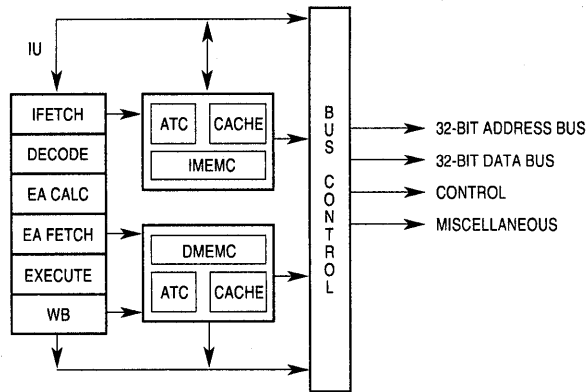 IU
IFETCH
DECODE
EA CALC
EA FETCH
EXECUTE
WB
ATC
CACHE
IMEMC
DMEMC
ATC
CACHE
BUS CONTROL
32-BIT ADDRESS BUS
32-BIT DATA BUS
CONTROL
MISCELLANEOUS